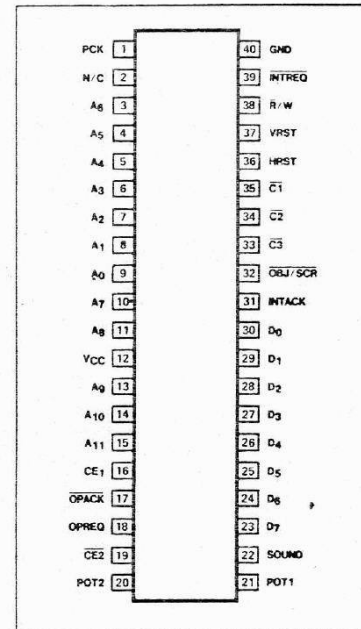 PCK 1 40 GND
N/C 2 39 INTREQ
A6 3 38 R/W
A5 4 37 VRST
A4 5 36 HRST
A3 6 35 C1
A2 7 34 C2
A1 8 33 C3
A0 9 32 OBJ/SCR
A7 10 31 INTACK
A8 11 30 D0
VCC 12 29 D1
A9 13 28 D2
A10 14 27 D3
A11 15 26 D4
CE1 16 25 D5
OPACK 17 24 D6
OPREQ 18 23 D7
CE2 19 22 SOUND
POT2 20 21 POT1